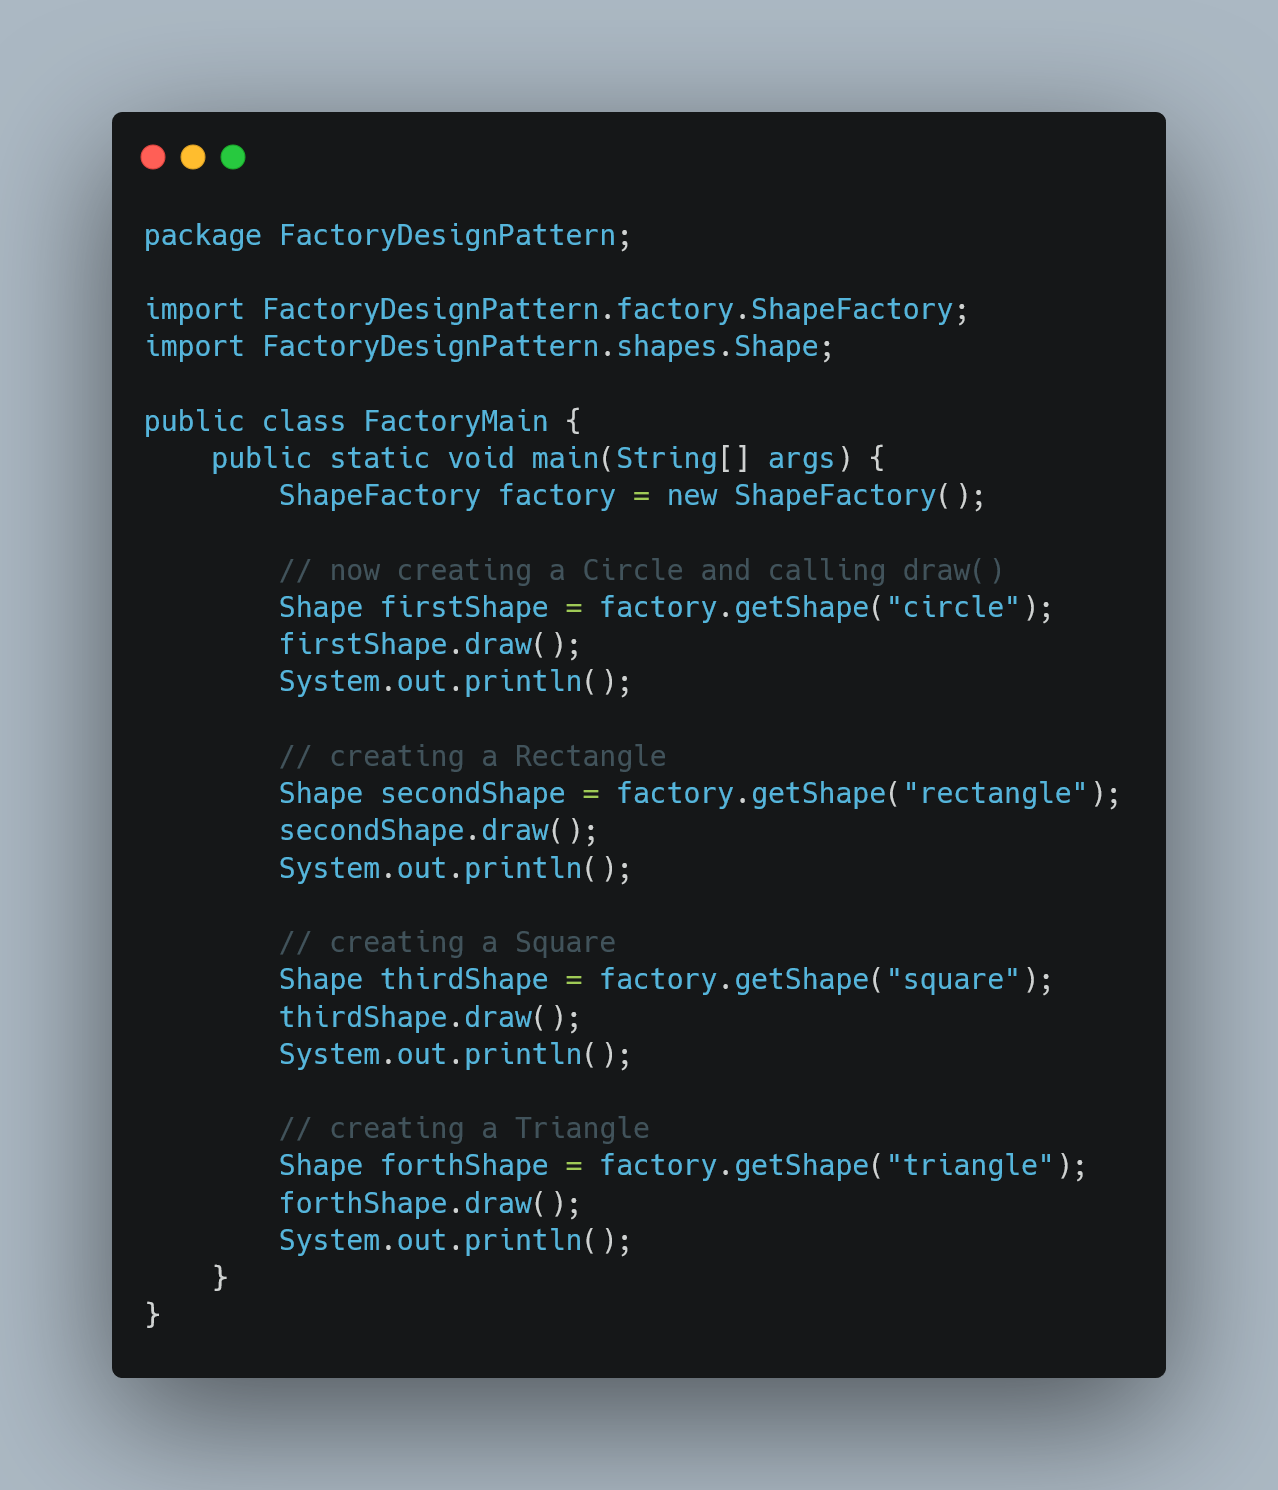 package FactoryDesignPattern;

import FactoryDesignPattern.factory.ShapeFactory;
import FactoryDesignPattern.shapes.Shape;

public class FactoryMain {
    public static void main(String[] args) {
        ShapeFactory factory = new ShapeFactory();

        // now creating a Circle and calling draw()
        Shape firstShape = factory.getShape("circle");
        firstShape.draw();
        System.out.println();

        // creating a Rectangle
        Shape secondShape = factory.getShape("rectangle");
        secondShape.draw();
        System.out.println();

        // creating a Square
        Shape thirdShape = factory.getShape("square");
        thirdShape.draw();
        System.out.println();

        // creating a Triangle
        Shape forthShape = factory.getShape("triangle");
        forthShape.draw();
        System.out.println();
    }
}